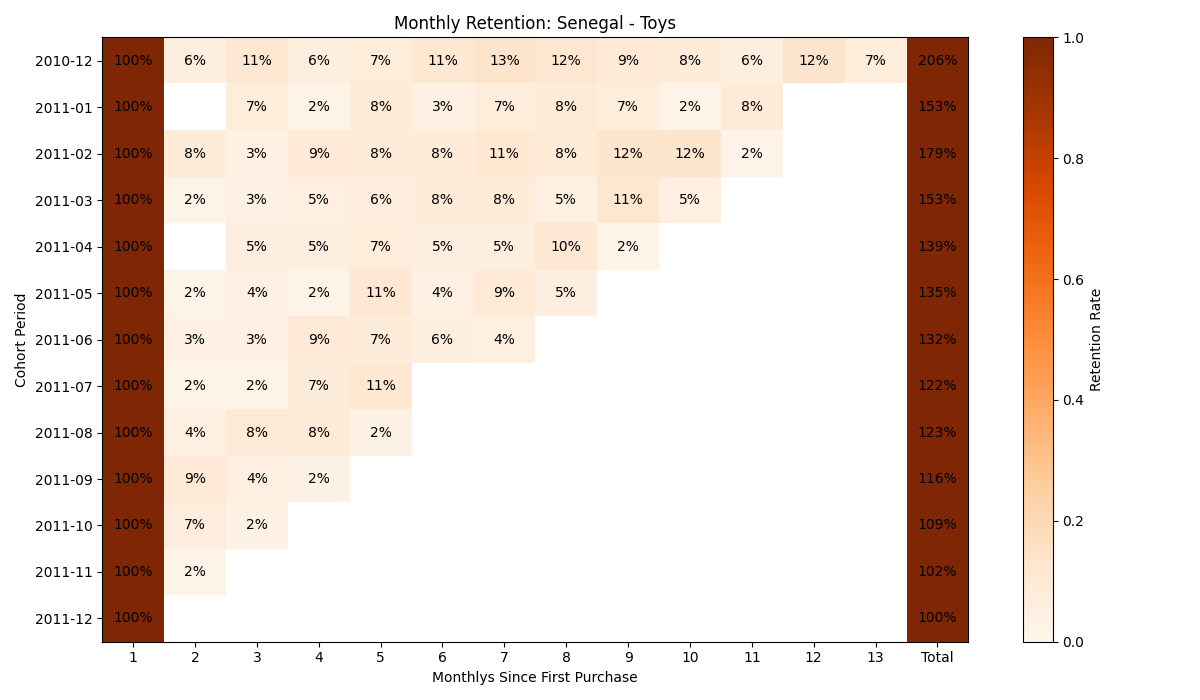 Monthly Retention: Senegal - Toys
2010-12 100% 6% 11% 6% 7% 11% 13% 12% 9% 8% 6% 12% 7% 206%
2011-01 100% 7% 2% 8% 3% 7% 8% 7% 2% 8% 153%
2011-02 100% 8% 3% 9% 8% 8% 11% 8% 12% 12% 2% 179%
2011-03 100% 2% 3% 5% 6% 8% 8% 5% 11% 5% 153%
2011-04 100% 5% 5% 7% 5% 5% 10% 2% 139%
2011-05 100% 2% 4% 2% 11% 4% 9% 5% 135%
2011-06 100% 3% 3% 9% 7% 6% 4% 132%
2011-07 100% 2% 2% 7% 11% 122%
2011-08 100% 4% 8% 8% 2% 123%
2011-09 100% 9% 4% 2% 116%
2011-10 100% 7% 2% 109%
2011-11 100% 2% 102%
2011-12 100% 100%
1 2 3 4 5 6 7 8 9 10 11 12 13 Total
Monthlys Since First Purchase
Cohort Period
1.0
0.8
0.6
0.4
0.2
0.0
Retention Rate